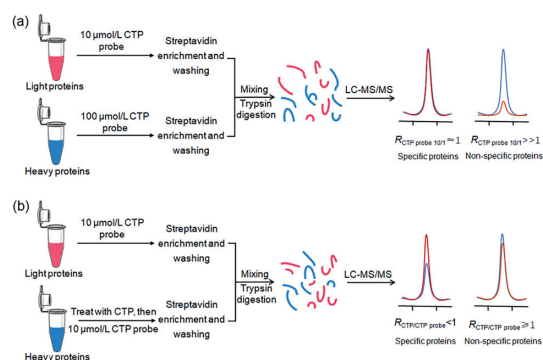 (a)
10 μmol/L CTP
probe
Streptavidin
enrichment and
washing
Light proteins
100 μmol/L CTP
probe
Streptavidin
enrichment and
washing
Heavy proteins
Mixing
Trypsin
digestion
LC-MS/MS
R CTP probe 10/1 ≈ 1
Specific proteins
R CTP probe 10/1 >>1
Non-specific proteins
(b)
10 μmol/L CTP
probe
Streptavidin
enrichment and
washing
Light proteins
Treat with CTP, then
10 μmol/L CTP probe
Streptavidin
enrichment and
washing
Heavy proteins
Mixing
Trypsin
digestion
LC-MS/MS
R CTP/CTP probe <1
Specific proteins
R CTP/CTP probe ⩾1
Non-specific proteins